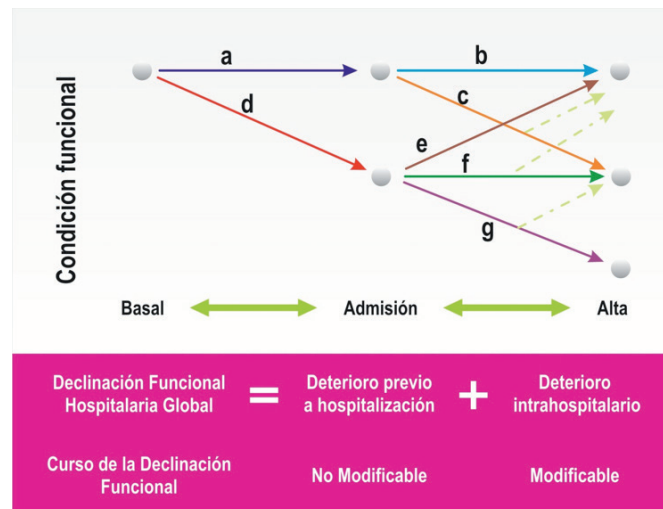 Condición funcional
a
b
c
d
e
f
g
Basal
Admisión
Alta
Declinación Funcional
Hospitalaria Global
=
Deterioro previo
a hospitalización
+
Deterioro
intrahospitalario
Curso de la Declinación
Funcional
No Modificable
Modificable